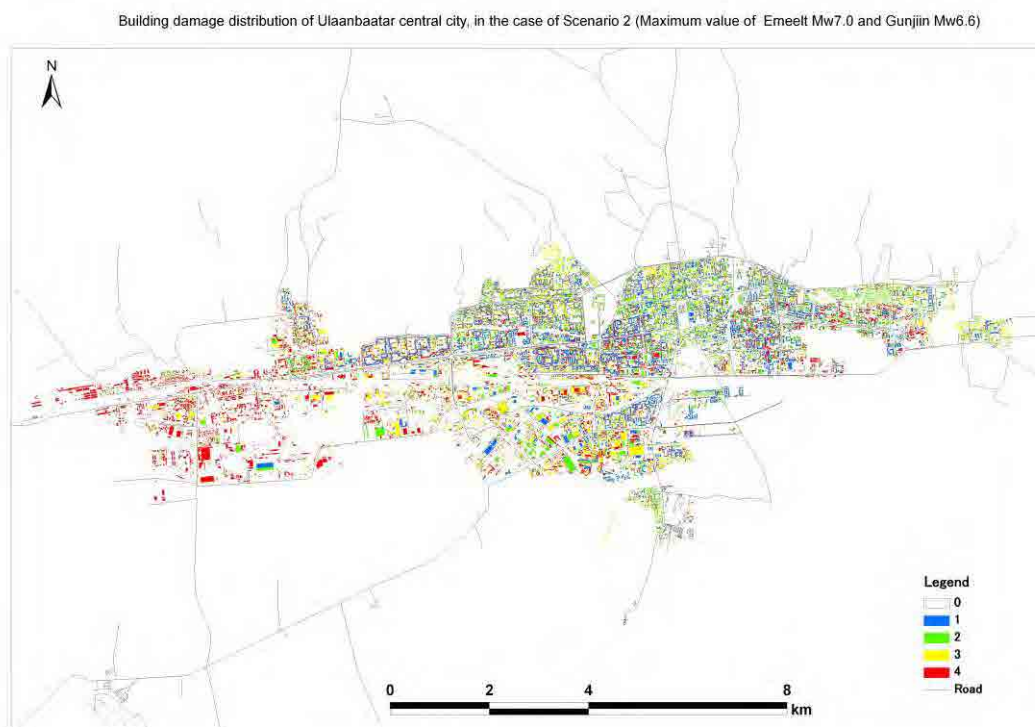 Building damage distribution of Ulaanbaatar central city, in the case of Scenario 2 (Maximum value of Emeelt Mw7.0 and Gunjiin Mw6.6)
N
Legend
0
1
2
3
4
Road
0 2 4 8
km